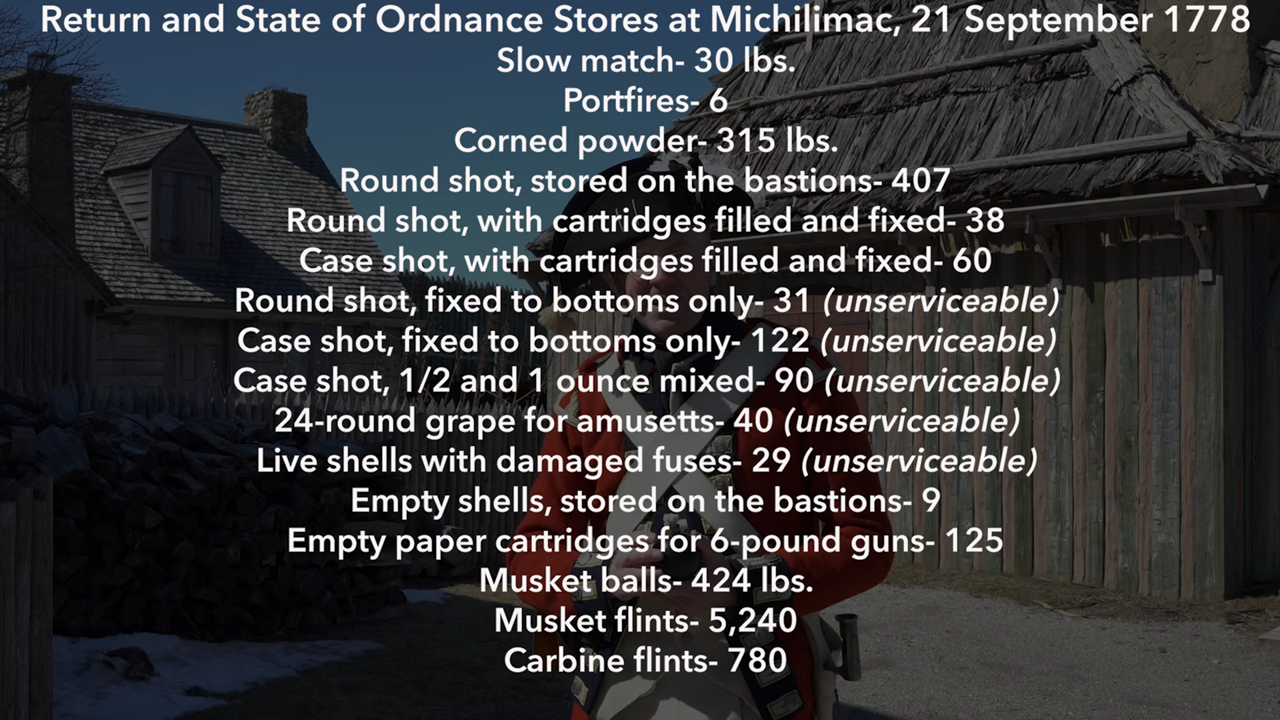 Return and State of Ordnance Stores at Michilimac, 21 September 1778
Slow match- 30 lbs.
Portfires- 6
Corned powder- 315 lbs.
Round shot, stored on the bastions- 407
Round shot, with cartridges filled and fixed- 38
Case shot, with cartridges filled and fixed- 60
Round shot, fixed to bottoms only- 31 (unserviceable)
Case shot, fixed to bottoms only- 122 (unserviceable)
Case shot, 1/2 and 1 ounce mixed- 90 (unserviceable)
24-round grape for amusetts- 40 (unserviceable)
Live shells with damaged fuses- 29 (unserviceable)
Empty shells, stored on the bastions- 9
Empty paper cartridges for 6-pound guns- 125
Musket balls- 424 lbs.
Musket flints- 5,240
Carbine flints- 780